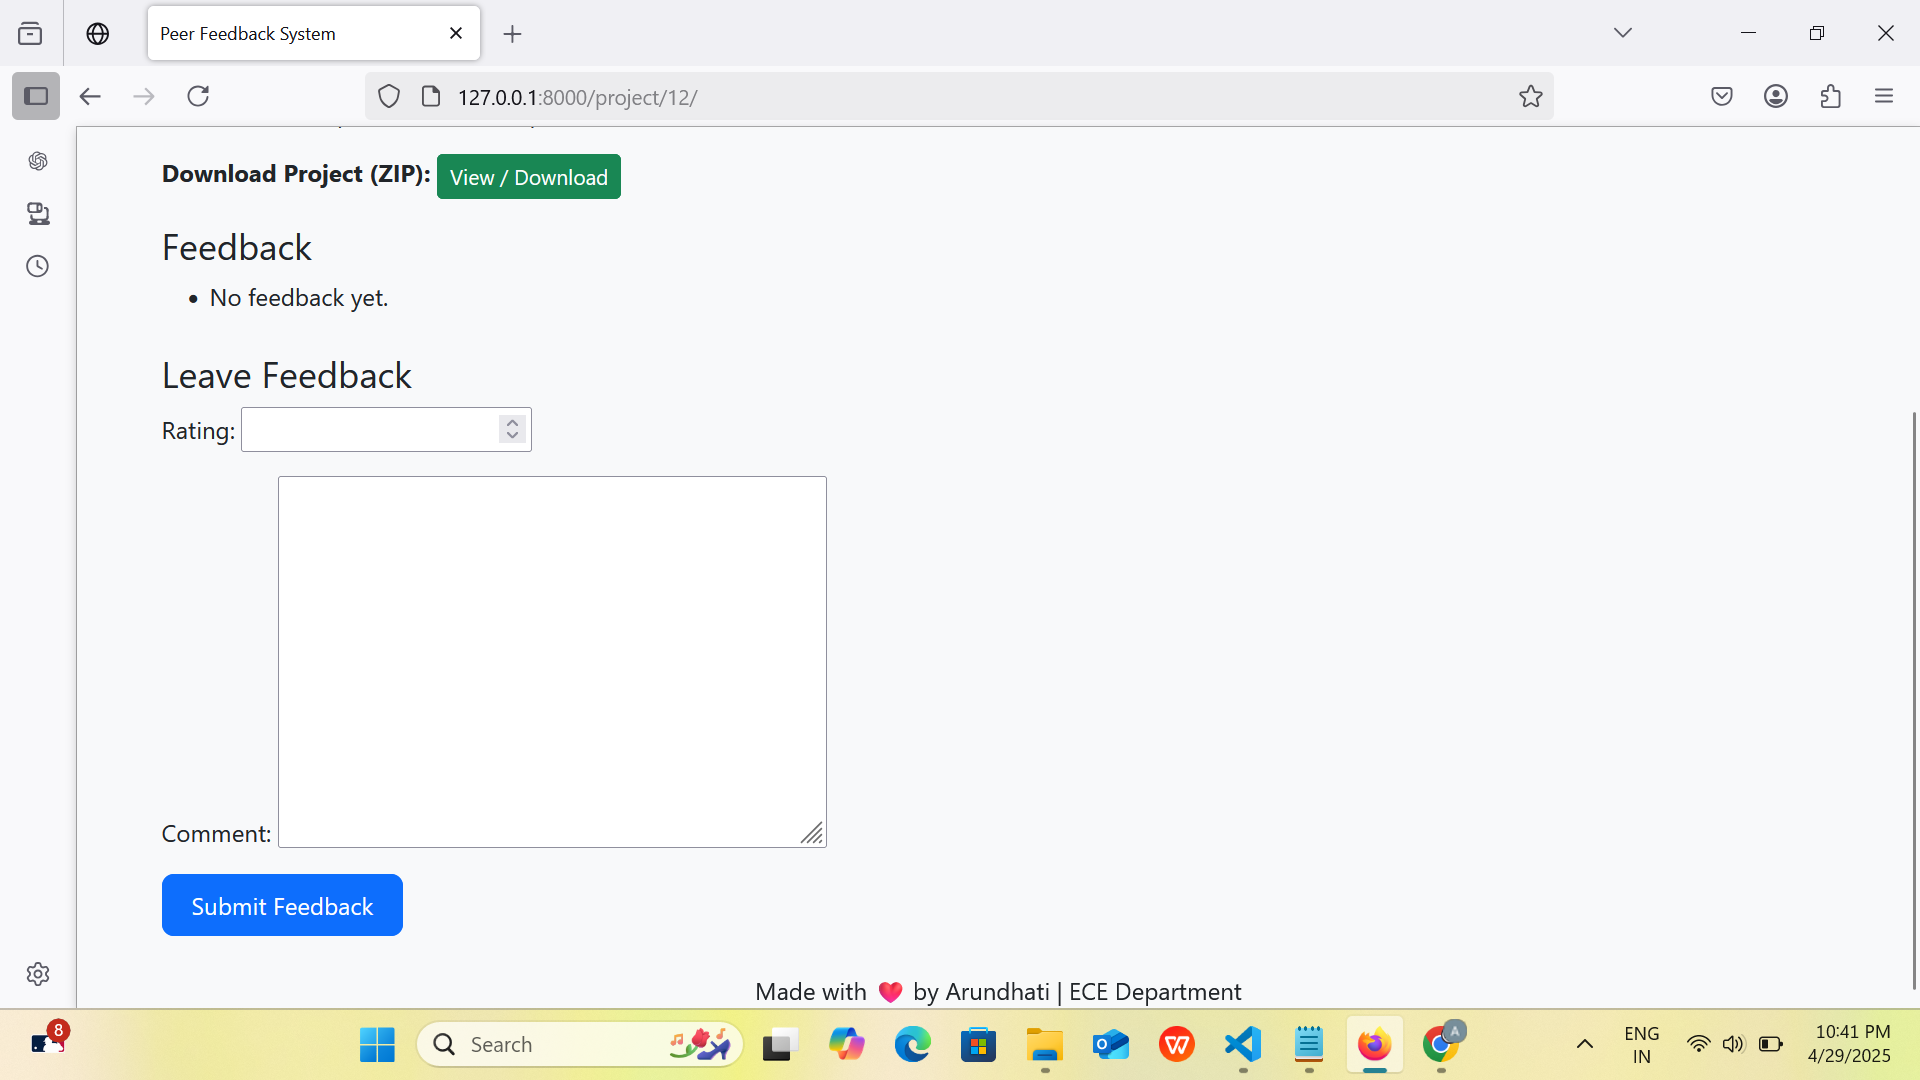 Peer Feedback System
127.0.0.1:8000/project/12/
Download Project (ZIP): View / Download
Feedback
No feedback yet.
Leave Feedback
Rating:
Comment:
Submit Feedback
Made with ❤️ by Arundhati | ECE Department
8
Search
A
ENG
IN
10:41 PM
4/29/2025